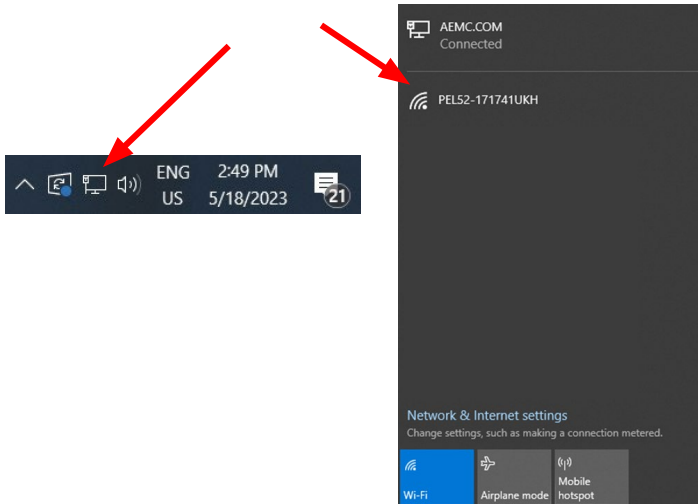 ENG
US
2:49 PM
5/18/2023
21
AEMC.COM
Connected
PEL52-171741UKH
Network & Internet settings
Change settings, such as making a connection metered.
Wi-Fi
Airplane mode
Mobile
hotspot